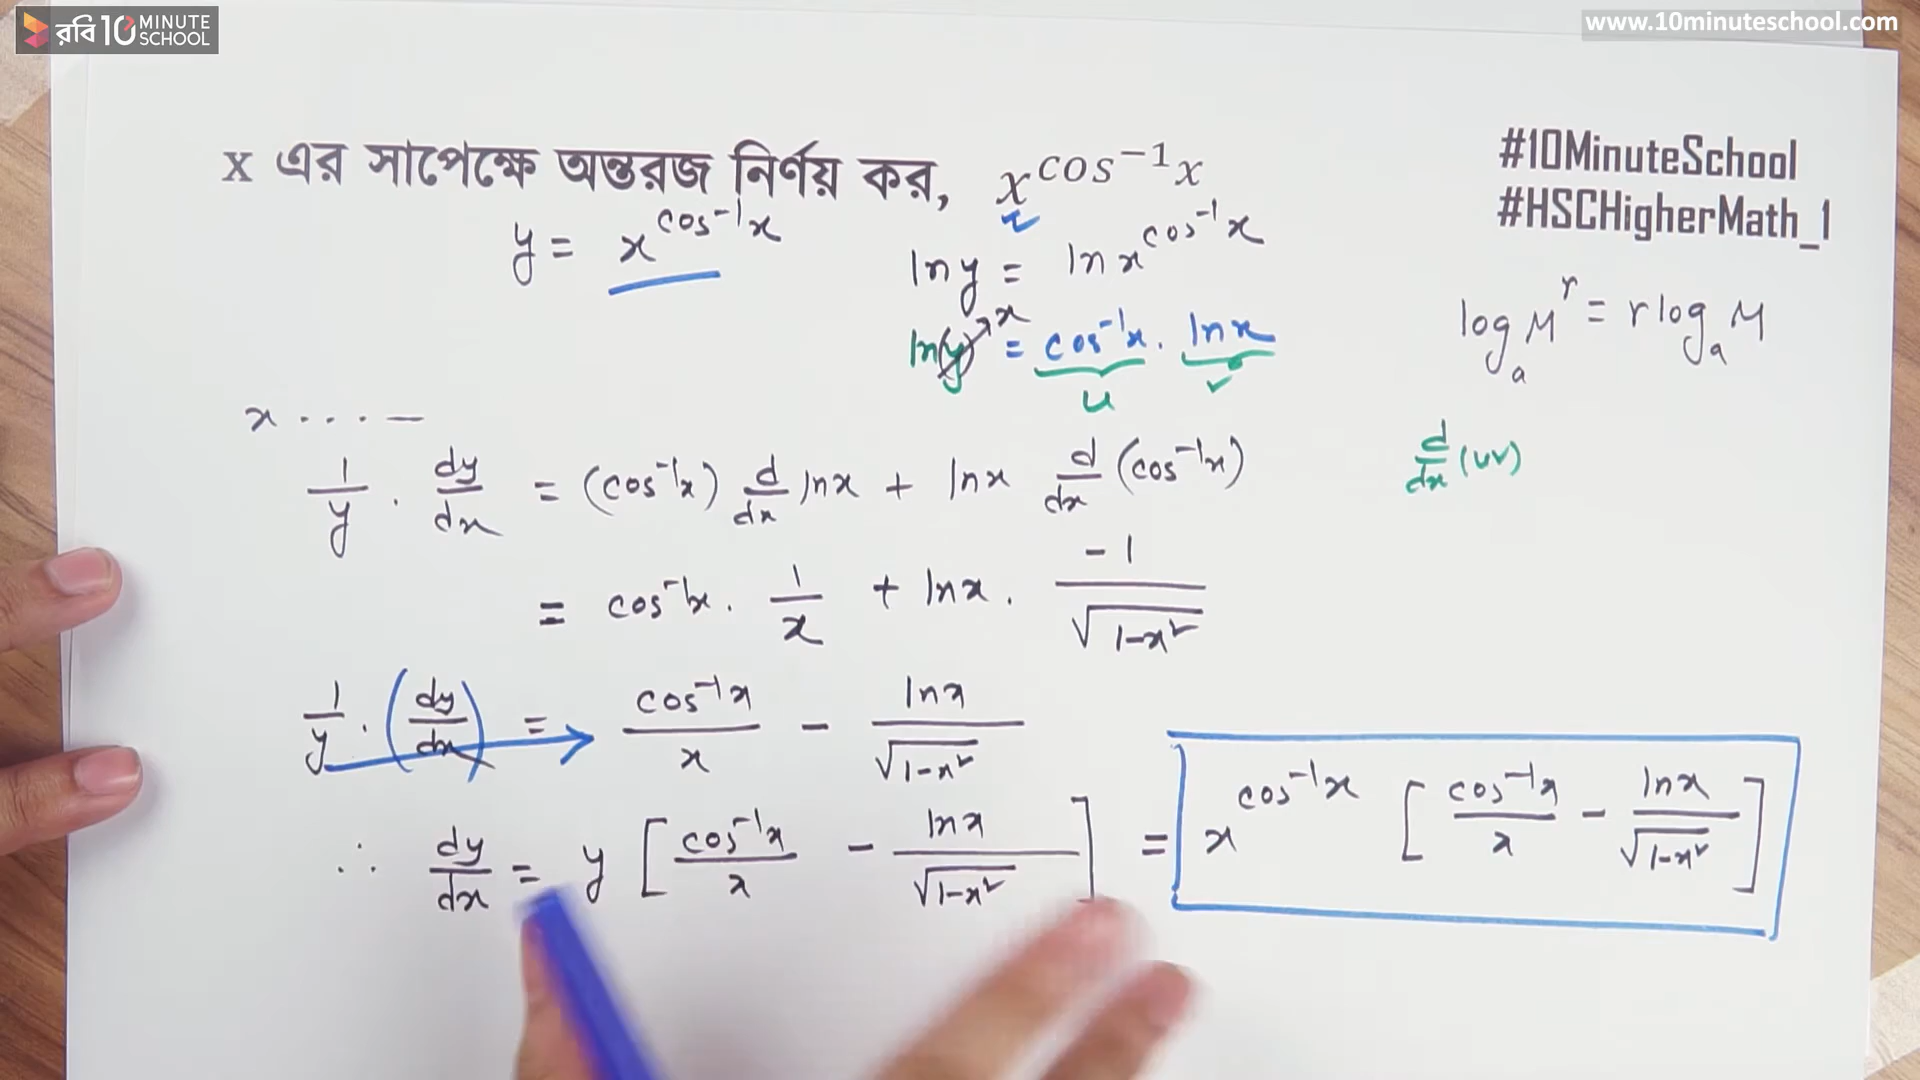 রবি 10 MINUTE SCHOOL
www.10minuteschool.com
#10MinuteSchool
#HSCHigherMath_1
x এর সাপেক্ষে অন্তরজ নির্ণয় কর, x^{cos^{-1}x}
y = x^{cos^{-1}x}
ln y = ln x^{cos^{-1}x}
log_a M^r = r log_a M
ln(y) x = cos^{-1}x . ln x
u v
x .... —
1/y . dy/dx = (cos^{-1}x) d/dx ln x + ln x d/dx (cos^{-1}x)
d/dx (uv)
= cos^{-1}x . 1/x + ln x . -1/√(1-x²)
1/y . (dy/dx) = cos^{-1}x/x - ln x/√(1-x²)
∴ dy/dx = y [cos^{-1}x/x - ln x/√(1-x²)] = x^{cos^{-1}x} [cos^{-1}x/x - ln x/√(1-x²)]